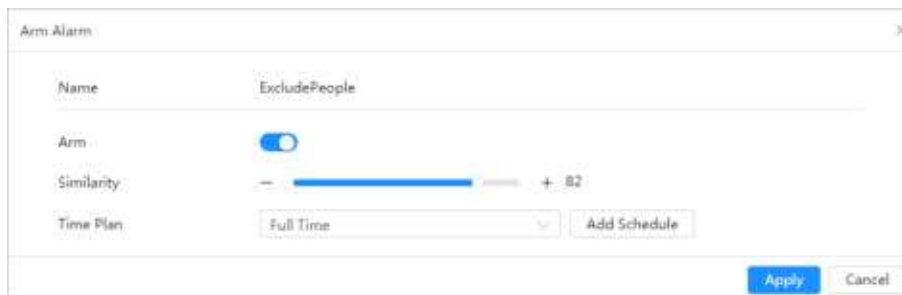 Arm Alarm
Name ExcludePeople
Arm
Similarity − + 82
Time Plan Full Time Add Schedule
Apply Cancel